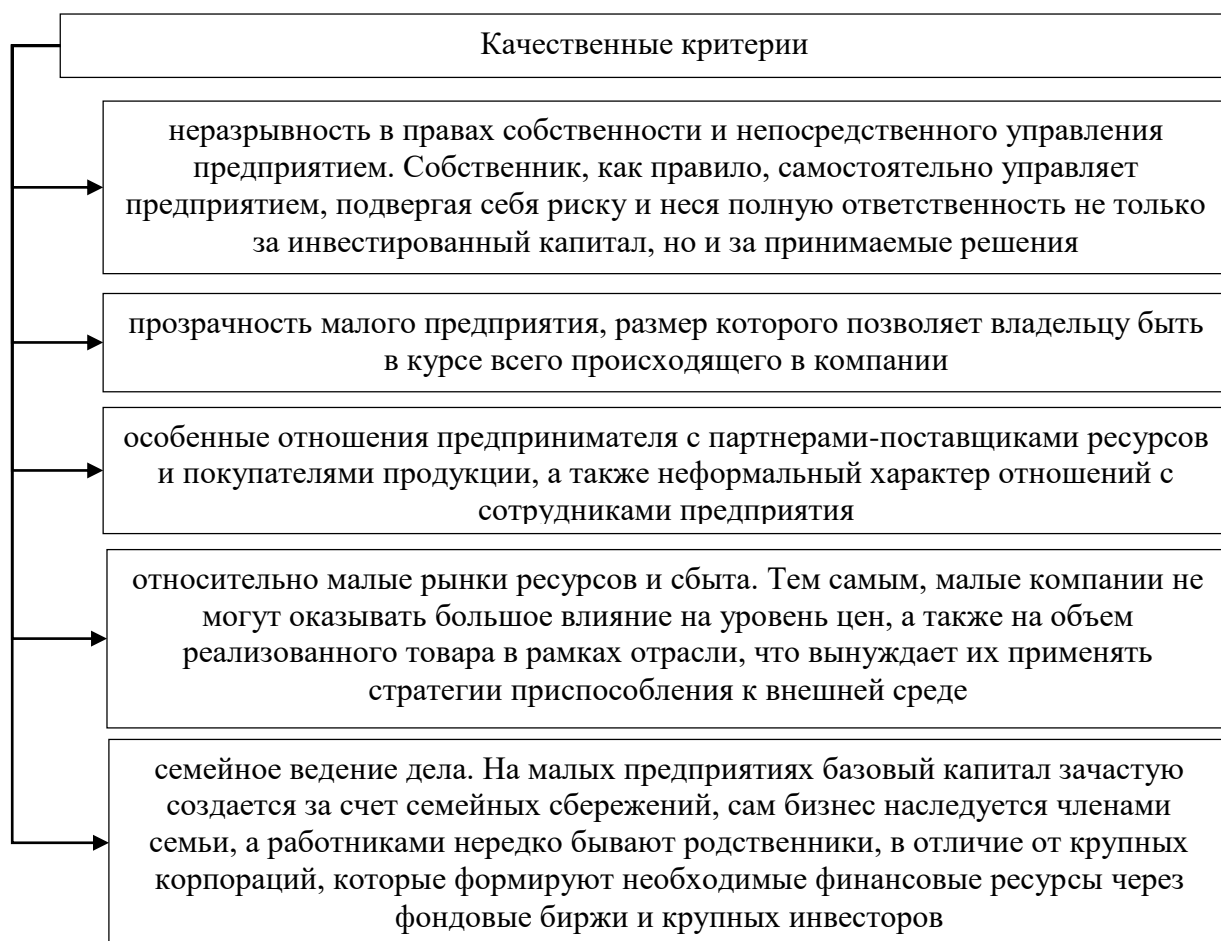 Качественные критерии
неразрывность в правах собственности и непосредственного управления
предприятием. Собственник, как правило, самостоятельно управляет
предприятием, подвергая себя риску и неся полную ответственность не только
за инвестированный капитал, но и за принимаемые решения
прозрачность малого предприятия, размер которого позволяет владельцу быть
в курсе всего происходящего в компании
особенные отношения предпринимателя с партнерами-поставщиками ресурсов
и покупателями продукции, а также неформальный характер отношений с
сотрудниками предприятия
относительно малые рынки ресурсов и сбыта. Тем самым, малые компании не
могут оказывать большое влияние на уровень цен, а также на объем
реализованного товара в рамках отрасли, что вынуждает их применять
стратегии приспособления к внешней среде
семейное ведение дела. На малых предприятиях базовый капитал зачастую
создается за счет семейных сбережений, сам бизнес наследуется членами
семьи, а работниками нередко бывают родственники, в отличие от крупных
корпораций, которые формируют необходимые финансовые ресурсы через
фондовые биржи и крупных инвесторов